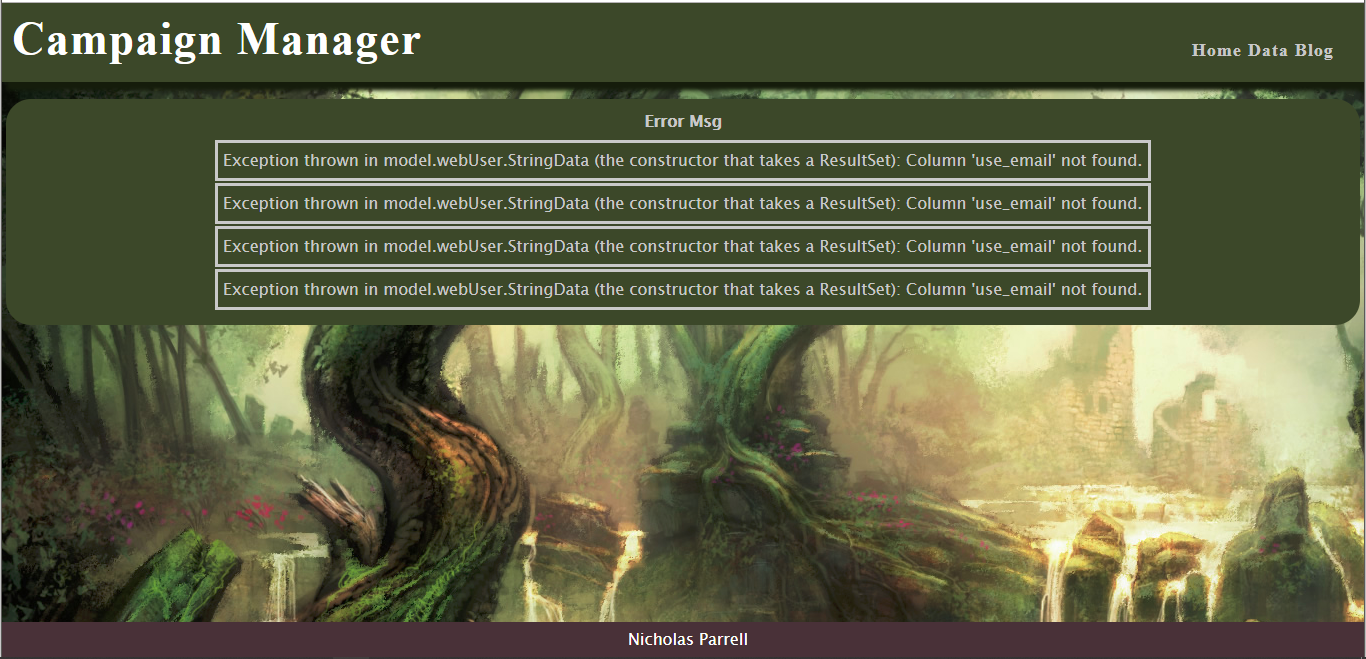 Campaign Manager
Home Data Blog
Error Msg
Exception thrown in model.webUser.StringData (the constructor that takes a ResultSet): Column 'use_email' not found.
Exception thrown in model.webUser.StringData (the constructor that takes a ResultSet): Column 'use_email' not found.
Exception thrown in model.webUser.StringData (the constructor that takes a ResultSet): Column 'use_email' not found.
Exception thrown in model.webUser.StringData (the constructor that takes a ResultSet): Column 'use_email' not found.
Nicholas Parrell